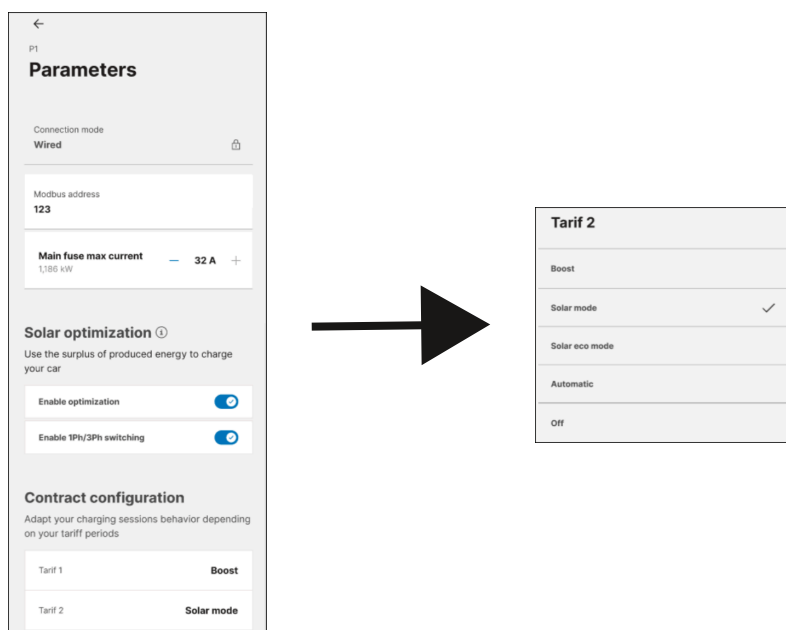 P1
Parameters
Connection mode
Wired
Modbus address
123
Main fuse max current
1,186 kW
32 A
Solar optimization
Use the surplus of produced energy to charge
your car
Enable optimization
Enable 1Ph/3Ph switching
Contract configuration
Adapt your charging sessions behavior depending
on your tariff periods
Tarif 1 Boost
Tarif 2 Solar mode
Tarif 2
Boost
Solar mode
Solar eco mode
Automatic
Off